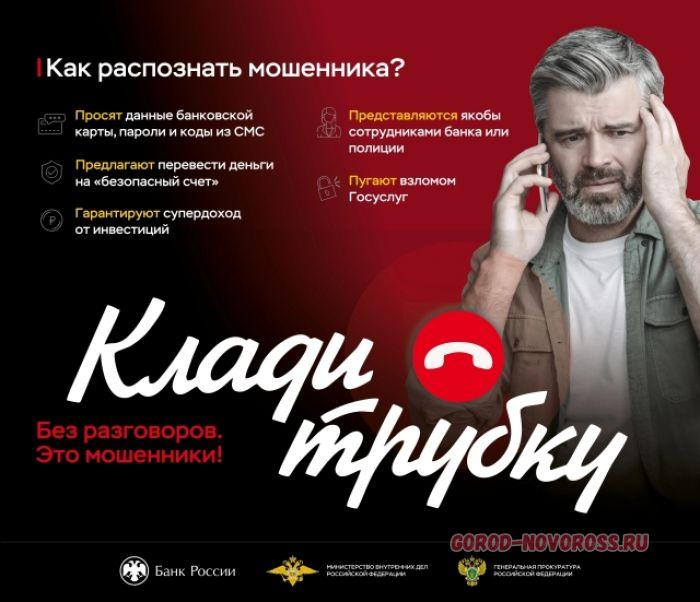 Как распознать мошенника?
Просят данные банковской
карты, пароли и коды из СМС
Предлагают перевести деньги
на «безопасный счет»
Гарантируют супердоход
от инвестиций
Представляются якобы
сотрудниками банка или
полиции
Пугают взломом
Госуслуг
Клади
трубку
Без разговоров.
Это мошенники!
GOROD-NOVOROSS.RU
Банк России
МИНИСТЕРСТВО ВНУТРЕННИХ ДЕЛ
РОССИЙСКОЙ ФЕДЕРАЦИИ
ГЕНЕРАЛЬНАЯ ПРОКУРАТУРА
РОССИЙСКОЙ ФЕДЕРАЦИИ